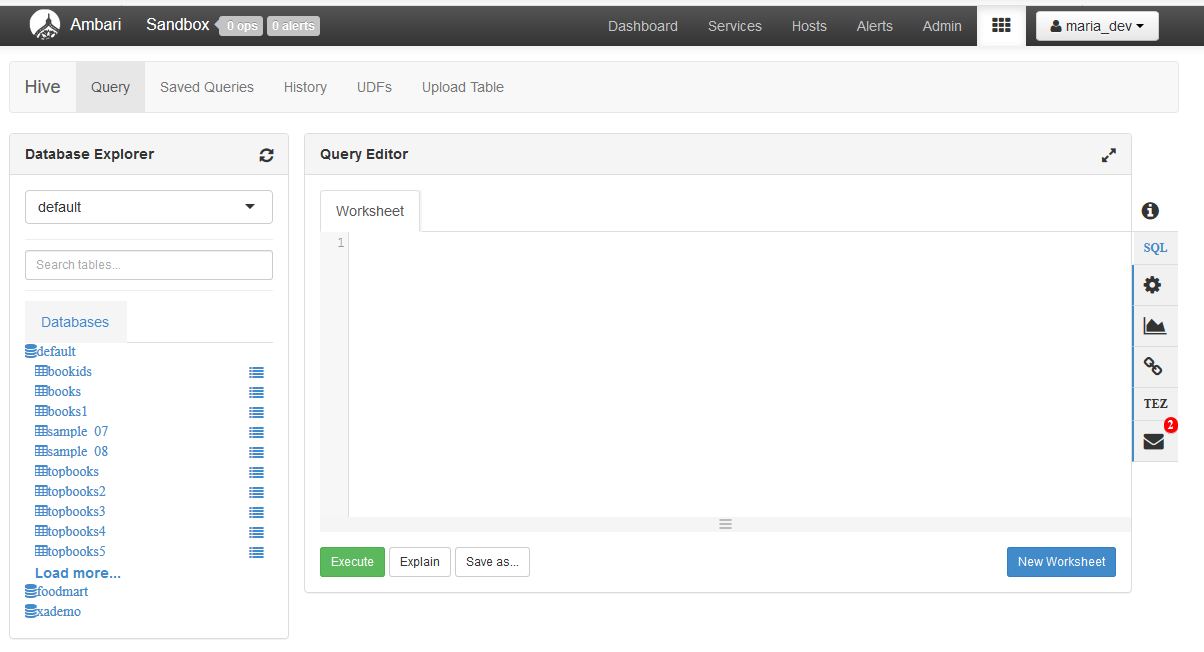 Ambari Sandbox 0 ops 0 alerts Dashboard Services Hosts Alerts Admin maria_dev
Hive Query Saved Queries History UDFs Upload Table
Database Explorer
default
Search tables...
Databases
default
bookids
books
books1
sample_07
sample_08
topbooks
topbooks2
topbooks3
topbooks4
topbooks5
Load more...
foodmart
xademo
Query Editor
Worksheet
1
Execute Explain Save as... New Worksheet
SQL
TEZ
2